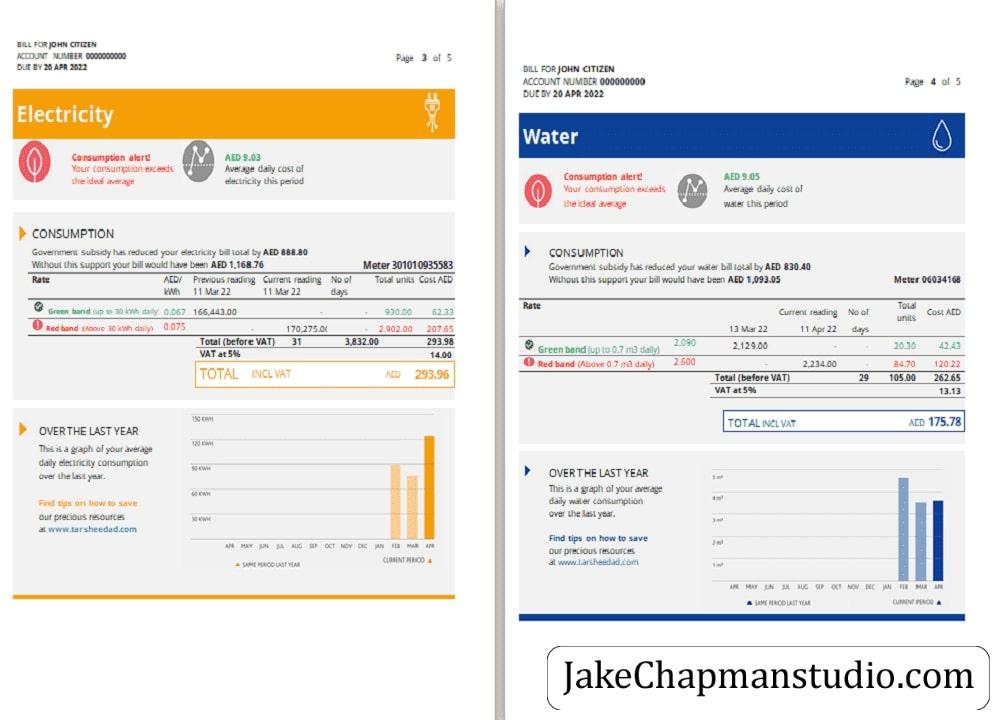 BILL FOR JOHN CITIZEN
ACCOUNT NUMBER 0000000000
DUE BY 20 APR 2022
Page 3 of 5
Electricity
Consumption alert!
Your consumption exceeds
the ideal average
AED 9.03
Average daily cost of
electricity this period
CONSUMPTION
Government subsidy has reduced your electricity bill total by AED 888.80
Without this support your bill would have been AED 1,168.76 Meter 301010935583
Rate AED/ Previous reading Current reading No of Total units Cost AED
kWh 11 Mar 22 11 Mar 22 days
Green band (up to 30 kWh daily 0.067 166,443.00 - - 930.00 62.33
Red band (Above 30 kWh daily) 0.075 - 170,275.0( - 2.902.00 207.65
Total (before VAT) 31 3,832.00 293.98
VAT at 5% 14.00
TOTAL INCL VAT AED 293.96
OVER THE LAST YEAR
This is a graph of your average
daily electricity consumption
over the last year.
Find tips on how to save
our precious resources
at www.tarsheedad.com
150 KWH
120 KWH
90 KWH
60 KWH
30 KWH
APR MAY JUN JUL AUG SEP OCT NOV DEC JAN FEB MAR APR
SAME PERIOD LAST YEAR CURRENT PERIOD
BILL FOR JOHN CITIZEN
ACCOUNT NUMBER 000000000
DUE BY 20 APR 2022
Page 4 of 5
Water
Consumption alert!
Your consumption exceeds
the ideal average
AED 9.05
Average daily cost of
water this period
CONSUMPTION
Government subsidy has reduced your water bill total by AED 830.40
Without this support your bill would have been AED 1,093.05 Meter 06034168
Rate Current reading No of Total units Cost AED
13 Mar 22 11 Apr 22 days
Green band (up to 0.7 m3 daily) 2.090 2,129.00 - - 20.30 42.43
Red band (Above 0.7 m3 daily) 2.600 - 2,234.00 - 84.70 120.22
Total (before VAT) 29 105.00 262.65
VAT at 5% 13.13
TOTAL INCL VAT AED 175.78
OVER THE LAST YEAR
This is a graph of your average
daily water consumption
over the last year.
Find tips on how to save
our precious resources
at www.tarsheedad.com
5 m³
4 m³
3 m³
2 m³
1 m³
APR MAY JUN JUL AUG SEP OCT NOV DEC JAN FEB MAR APR
SAME PERIOD LAST YEAR CURRENT PERIOD
JakeChapmanstudio.com